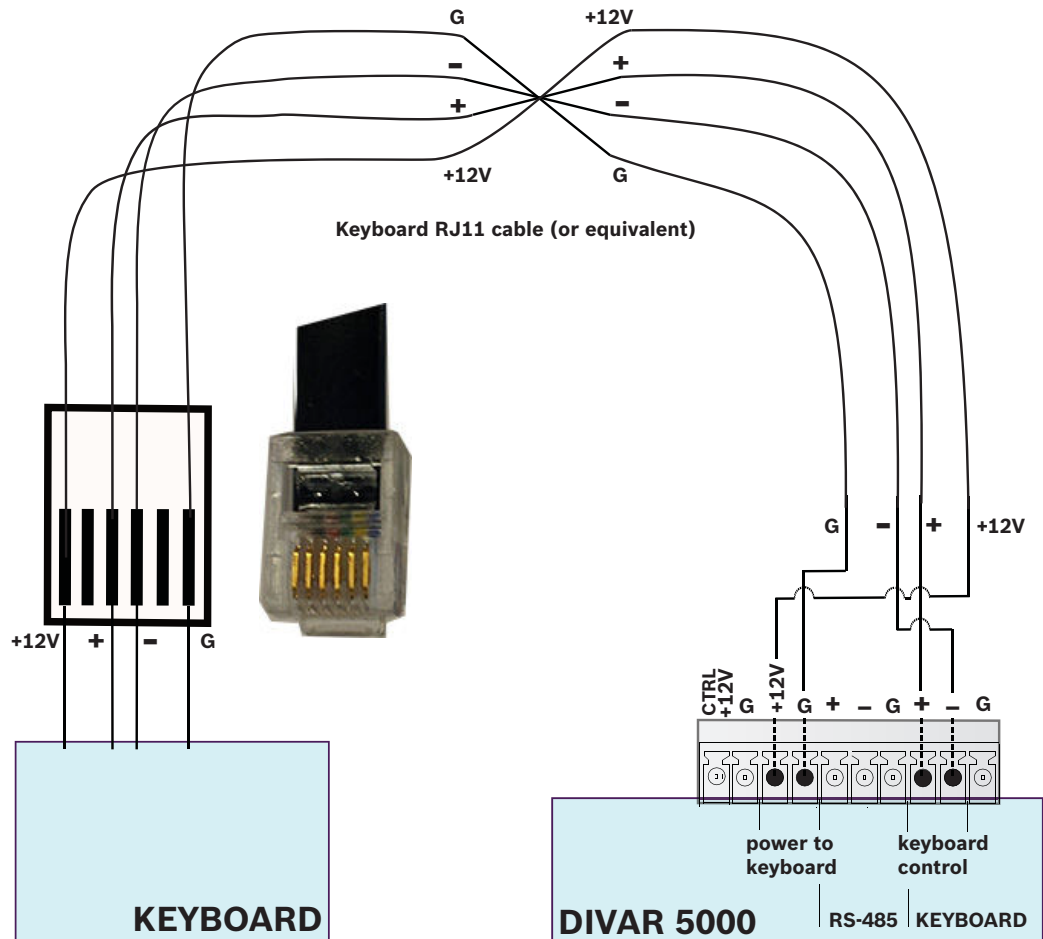 G +12V
− +
+ −
+12V G
Keyboard RJ11 cable (or equivalent)
G − + +12V
+12V + − G
CTRL +12V G +12V G + − G + − G
power to keyboard
keyboard control
RS-485 KEYBOARD
KEYBOARD
DIVAR 5000